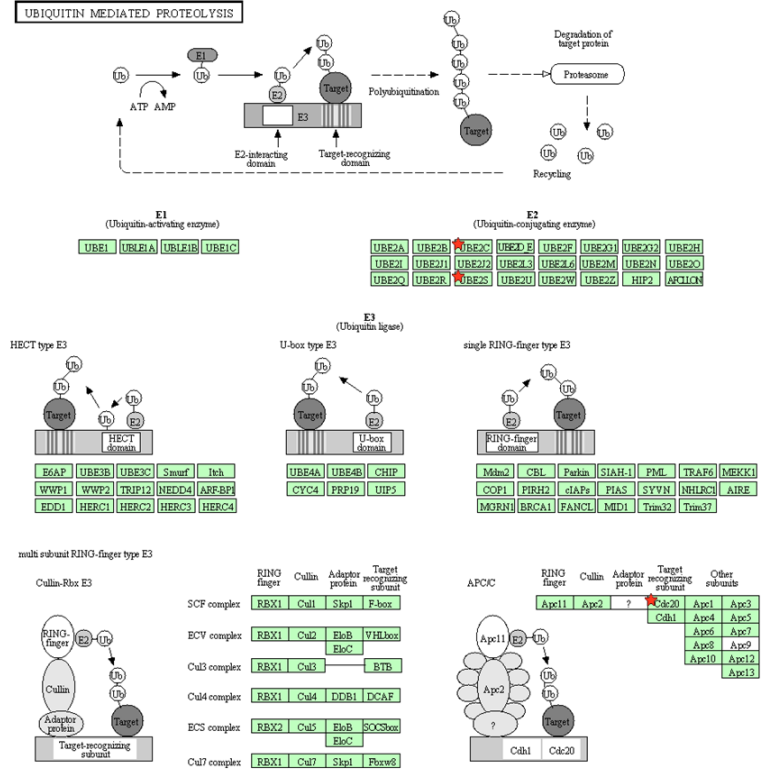 UBIQUITIN MEDIATED PROTEOLYSIS
Ub
ATP AMP
E1
Ub
Ub
E2
Ub
Ub
Target
E3
E2-interacting
domain
Target-recognizing
domain
Polyubiquitination
Ub
Ub
Ub
Ub
Ub
Target
Degradation of
target protein
Proteasome
Ub
Ub
Ub
Ub
Recycling
E1
(Ubiquitin-activating enzyme)
UBE1 UBLE1A UBLE1B UBE1C
E2
(Ubiquitin-conjugating enzyme)
UBE2A UBE2B UBE2C UBE2D_E UBE2F UBE2G1 UBE2G2 UBE2H
UBE2I UBE2J1 UBE2J2 UBE2L3 UBE2L6 UBE2M UBE2N UBE2O
UBE2Q UBE2R UBE2S UBE2U UBE2W UBE2Z HIP2 APOLLON
E3
(Ubiquitin ligase)
HECT type E3
Ub
Ub
Target
Ub
Ub
E2
HECT
domain
E6AP UBE3B UBE3C Smurf Itch
WWP1 WWP2 TRIP12 NEDD4 ARF-BP1
EDD1 HERC1 HERC2 HERC3 HERC4
U-box type E3
Ub
Ub
Target
Ub
E2
U-box
domain
UBE4A UBE4B CHIP
CYC4 PRP19 UIP5
single RING-finger type E3
Ub
E2
Ub
Ub
Target
RING-finger
domain
Mdm2 CBL Parkin SIAH-1 PML TRAF6 MEKK1
COP1 PIRH2 cIAPs PIAS SYVN NHLRC1 AIRE
MGRN1 BRCA1 FANCL MID1 Trim32 Trim37
multi subunit RING-finger type E3
Cullin-Rbx E3
RING-
finger
E2
Ub
Cullin
Ub
Ub
Adaptor
protein
Target
Target-recognizing
subunit
RING
finger
Cullin
Adaptor
protein
Target
recognizing
subunit
SCF complex RBX1 Cul1 Skp1 F-box
ECV complex RBX1 Cul2 EloB VHLbox
EloC
Cul3 complex RBX1 Cul3 BTB
Cul4 complex RBX1 Cul4 DDB1 DCAF
ECS complex RBX2 Cul5 EloB SOCSbox
EloC
Cul7 complex RBX1 Cul7 Skp1 Fbxw8
APC/C
Apc11
E2
Ub
Apc2
Ub
Ub
?
Target
Cdh1 Cdc20
RING
finger
Cullin
Adaptor
protein
Target
recognizing
subunit
Other
subunits
Apc11 Apc2 ? Cdc20 Apc1 Apc3
Cdh1 Apc4 Apc5
Apc6 Apc7
Apc8 Apc9
Apc10 Apc12
Apc13